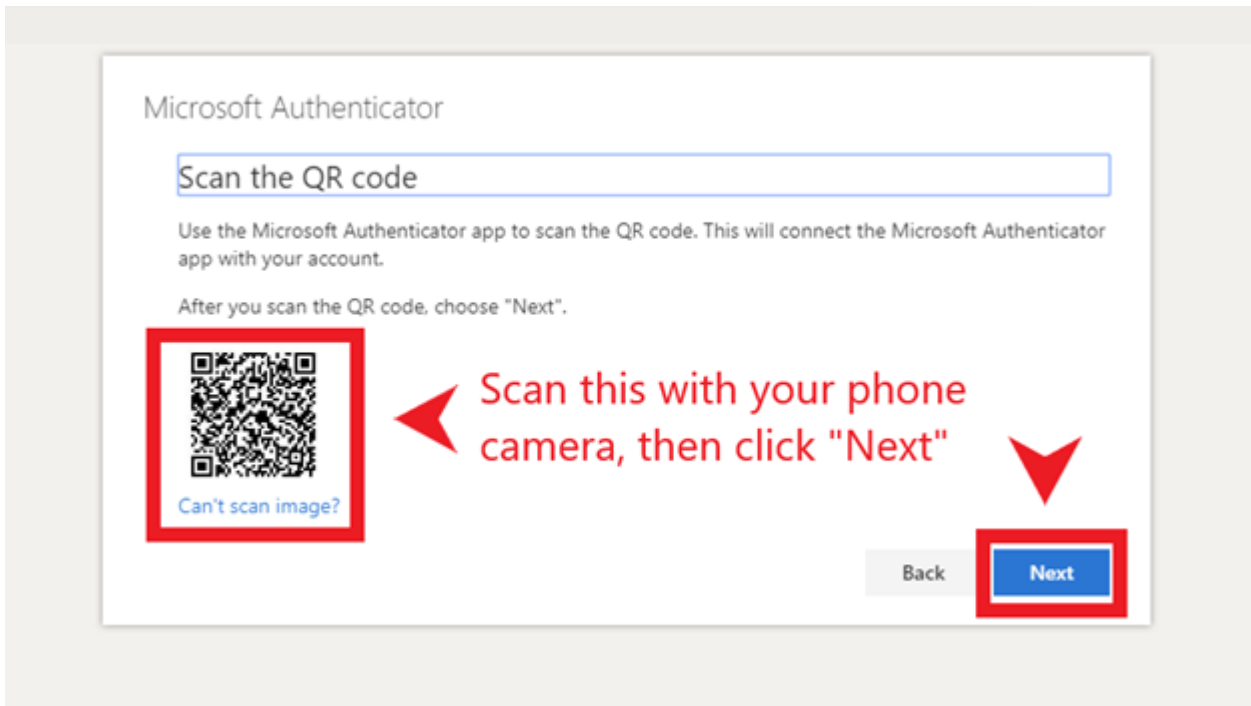 Microsoft Authenticator
Scan the QR code
Use the Microsoft Authenticator app to scan the QR code. This will connect the Microsoft Authenticator
app with your account.
After you scan the QR code, choose "Next".
Scan this with your phone
camera, then click "Next"
Can't scan image?
Back
Next